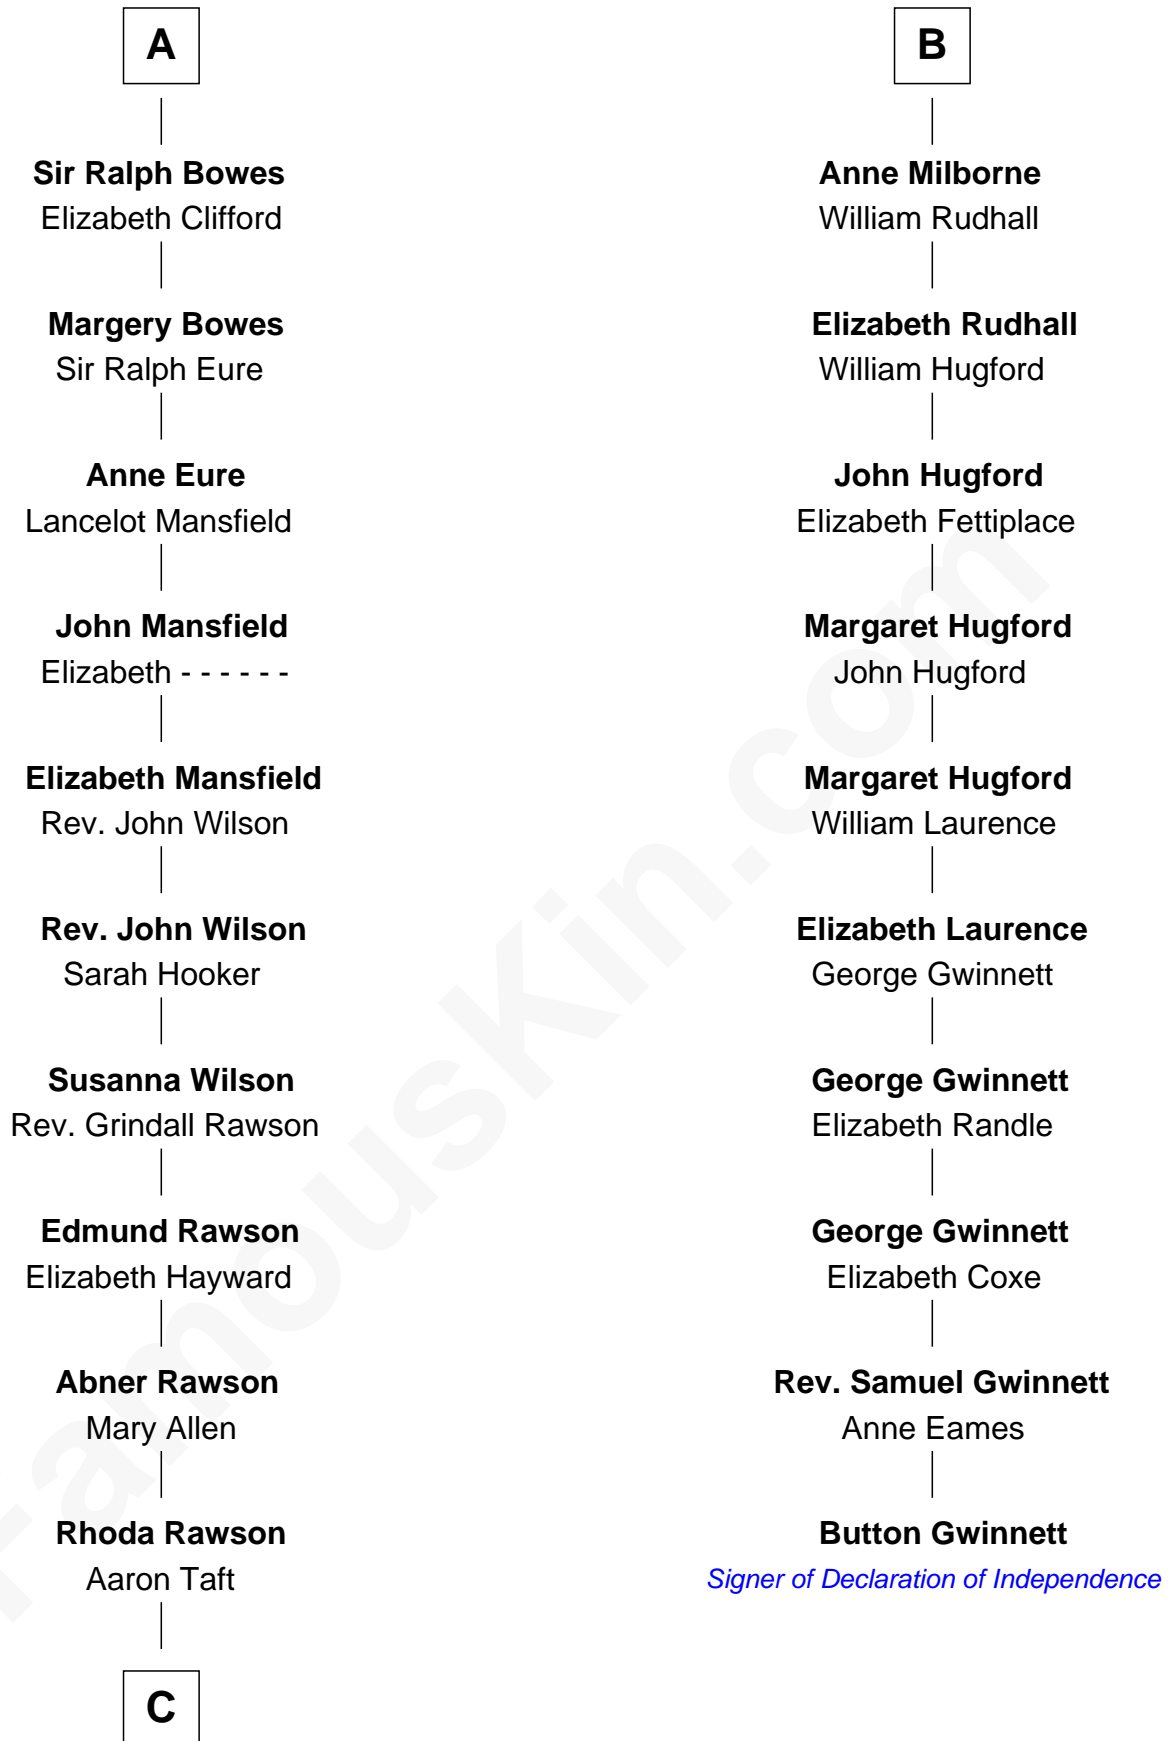 A
Sir Ralph Bowes
Elizabeth Clifford
Margery Bowes
Sir Ralph Eure
Anne Eure
Lancelot Mansfield
John Mansfield
Elizabeth - - - - - -
Elizabeth Mansfield
Rev. John Wilson
Rev. John Wilson
Sarah Hooker
Susanna Wilson
Rev. Grindall Rawson
Edmund Rawson
Elizabeth Hayward
Abner Rawson
Mary Allen
Rhoda Rawson
Aaron Taft
C
B
Anne Milborne
William Rudhall
Elizabeth Rudhall
William Hugford
John Hugford
Elizabeth Fettiplace
Margaret Hugford
John Hugford
Margaret Hugford
William Laurence
Elizabeth Laurence
George Gwinnett
George Gwinnett
Elizabeth Randle
George Gwinnett
Elizabeth Coxe
Rev. Samuel Gwinnett
Anne Eames
Button Gwinnett
Signer of Declaration of Independence
FamousKin.com